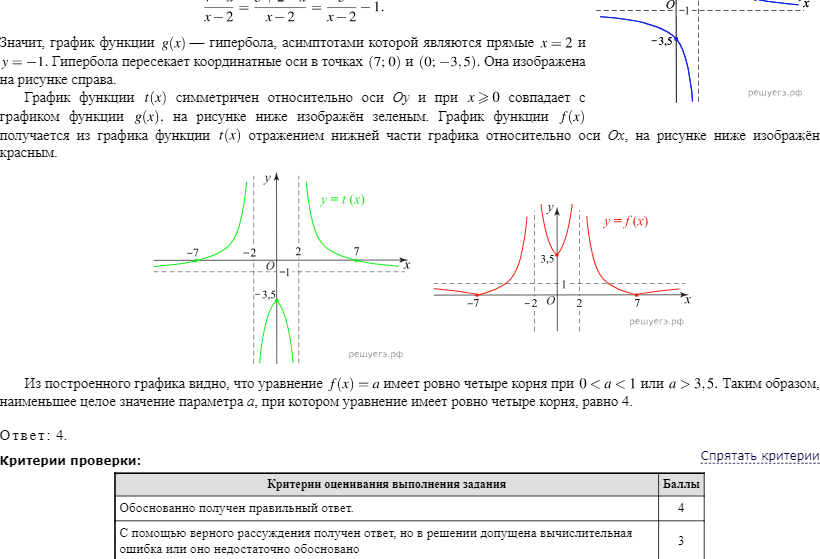 x − 2 x − 2 = x − 2 − 1.
Значит, график функции g(x) — гипербола, асимптотами которой являются прямые x = 2 и
y = −1. Гипербола пересекает координатные оси в точках (7; 0) и (0; −3,5). Она изображена
на рисунке справа.
График функции t(x) симметричен относительно оси Oy и при x ⩾ 0 совпадает с
графиком функции g(x), на рисунке ниже изображён зеленым. График функции f(x)
получается из графика функции t(x) отражением нижней части графика относительно оси Ox, на рисунке ниже изображён
красным.
O −1 x
−3,5
решуегэ.рф
y
y = t (x)
−7 −2 2 7
O −1 x
−3,5
решуегэ.рф
y
y = f (x)
3,5
1
−7 −2 O 2 7 x
решуегэ.рф
Из построенного графика видно, что уравнение f(x) = a имеет ровно четыре корня при 0 < a < 1 или a > 3,5. Таким образом,
наименьшее целое значение параметра a, при котором уравнение имеет ровно четыре корня, равно 4.
Ответ: 4.
Спрятать критерии
Критерии проверки:
Критерии оценивания выполнения задания Баллы
Обоснованно получен правильный ответ. 4
С помощью верного рассуждения получен ответ, но в решении допущена вычислительная
ошибка или оно недостаточно обосновано 3